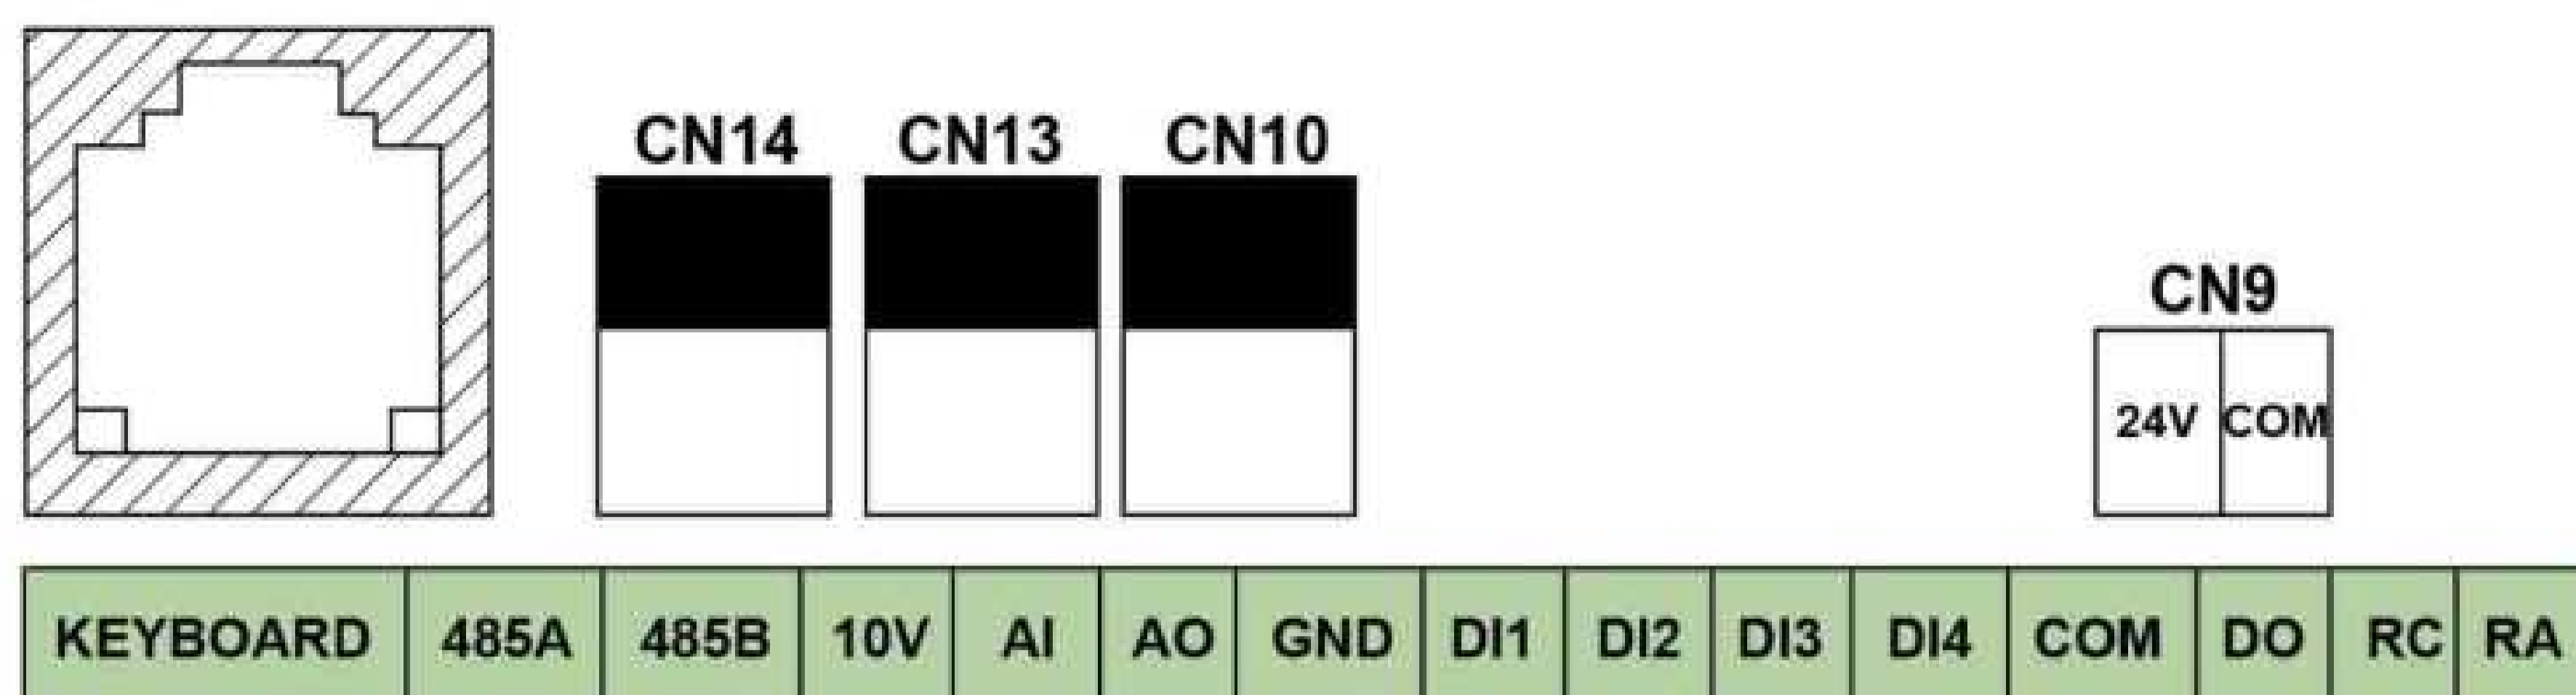 CN14 CN13 CN10
CN9
24V COM
KEYBOARD 485A 485B 10V AI AO GND DI1 DI2 DI3 DI4 COM DO RC RA